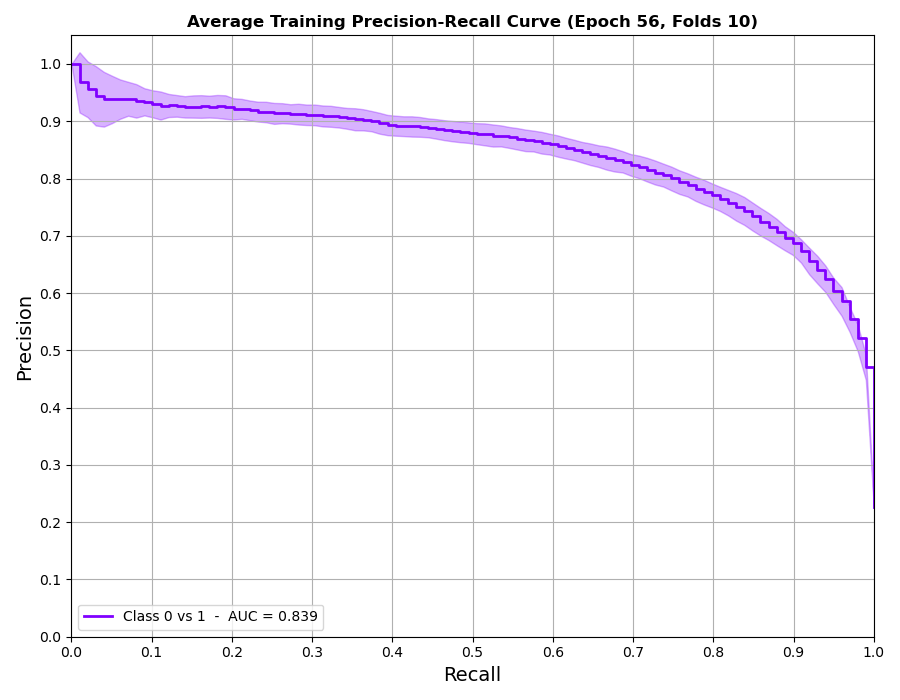 Average Training Precision-Recall Curve (Epoch 56, Folds 10)
Precision
1.0
0.9
0.8
0.7
0.6
0.5
0.4
0.3
0.2
0.1
0.0
Class 0 vs 1 - AUC = 0.839
0.0 0.1 0.2 0.3 0.4 0.5 0.6 0.7 0.8 0.9 1.0
Recall